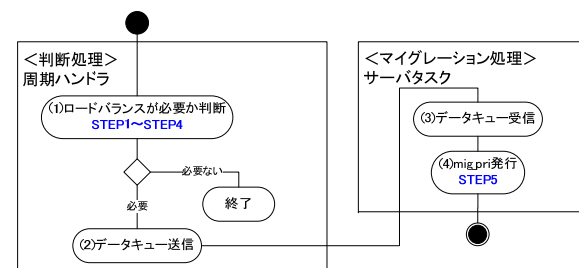 ＜判断処理＞
周期ハンドラ
(1)ロードバランスが必要か判断
STEP1～STEP4
必要ない
終了
必要
(2)データキュー送信
＜マイグレーション処理＞
サーバタスク
(3)データキュー受信
(4)mig_pri発行
STEP5